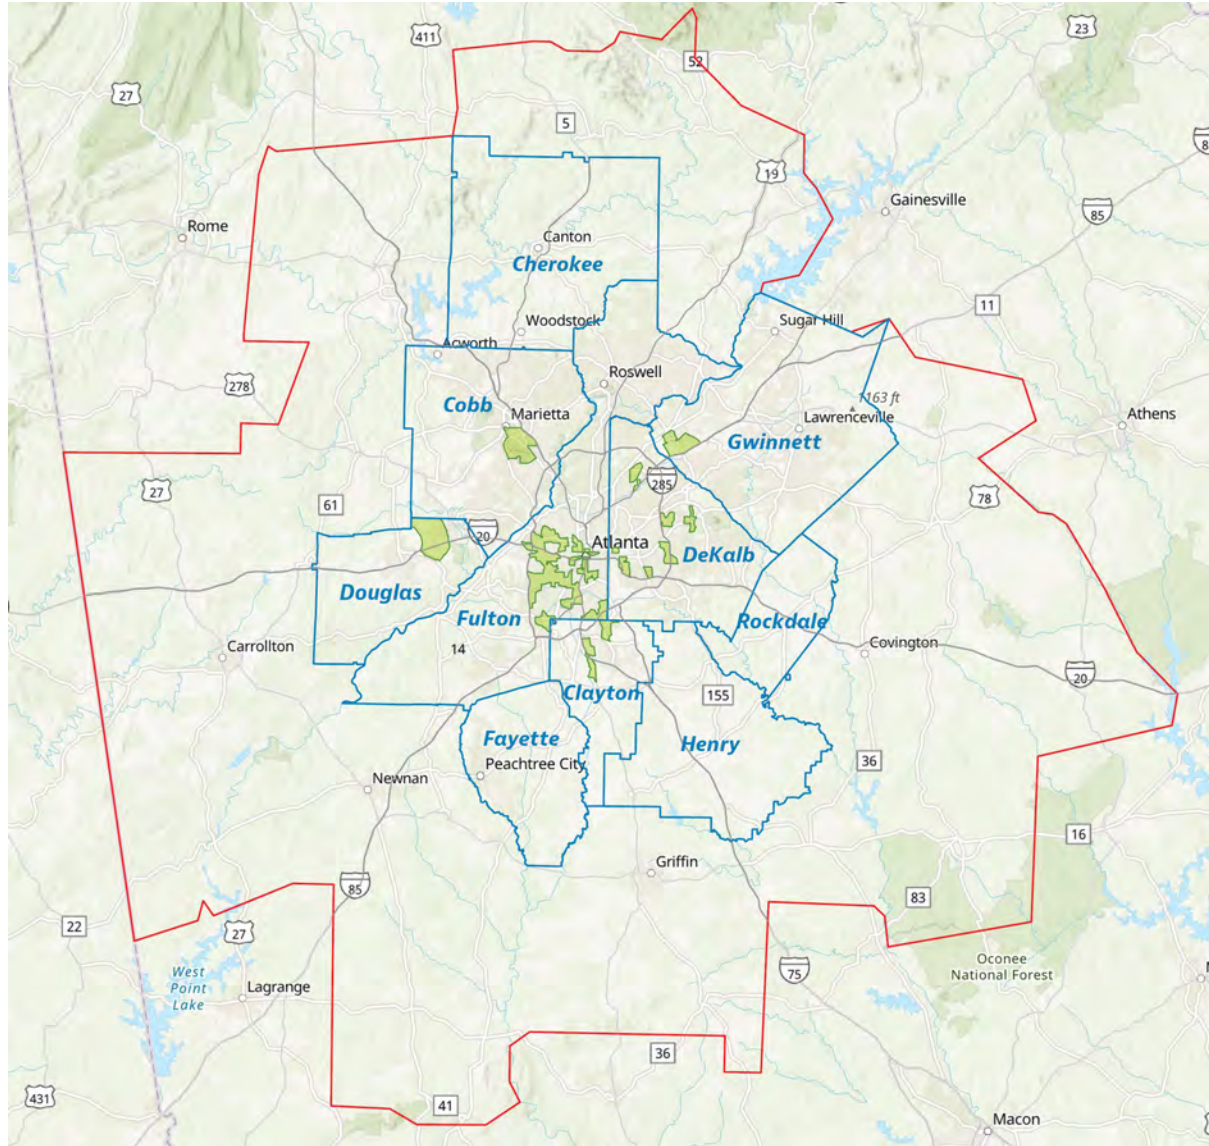 23
411
52
27
5
19
8
Gainesville
85
Rome
Canton
Cherokee
11
Woodstock
Sugar Hill
Acworth
Roswell
278
1163 ft
Cobb
Marietta
Lawrenceville
Athens
Gwinnett
27
285
78
61
20
Atlanta
DeKalb
Douglas
Fulton
Rockdale
Carrollton
14
Covington
20
Clayton
155
Fayette
Henry
Peachtree City
36
Newnan
16
Griffin
85
83
22
27
Oconee
National Forest
75
West
Point
Lake
Lagrange
36
431
41
Macon